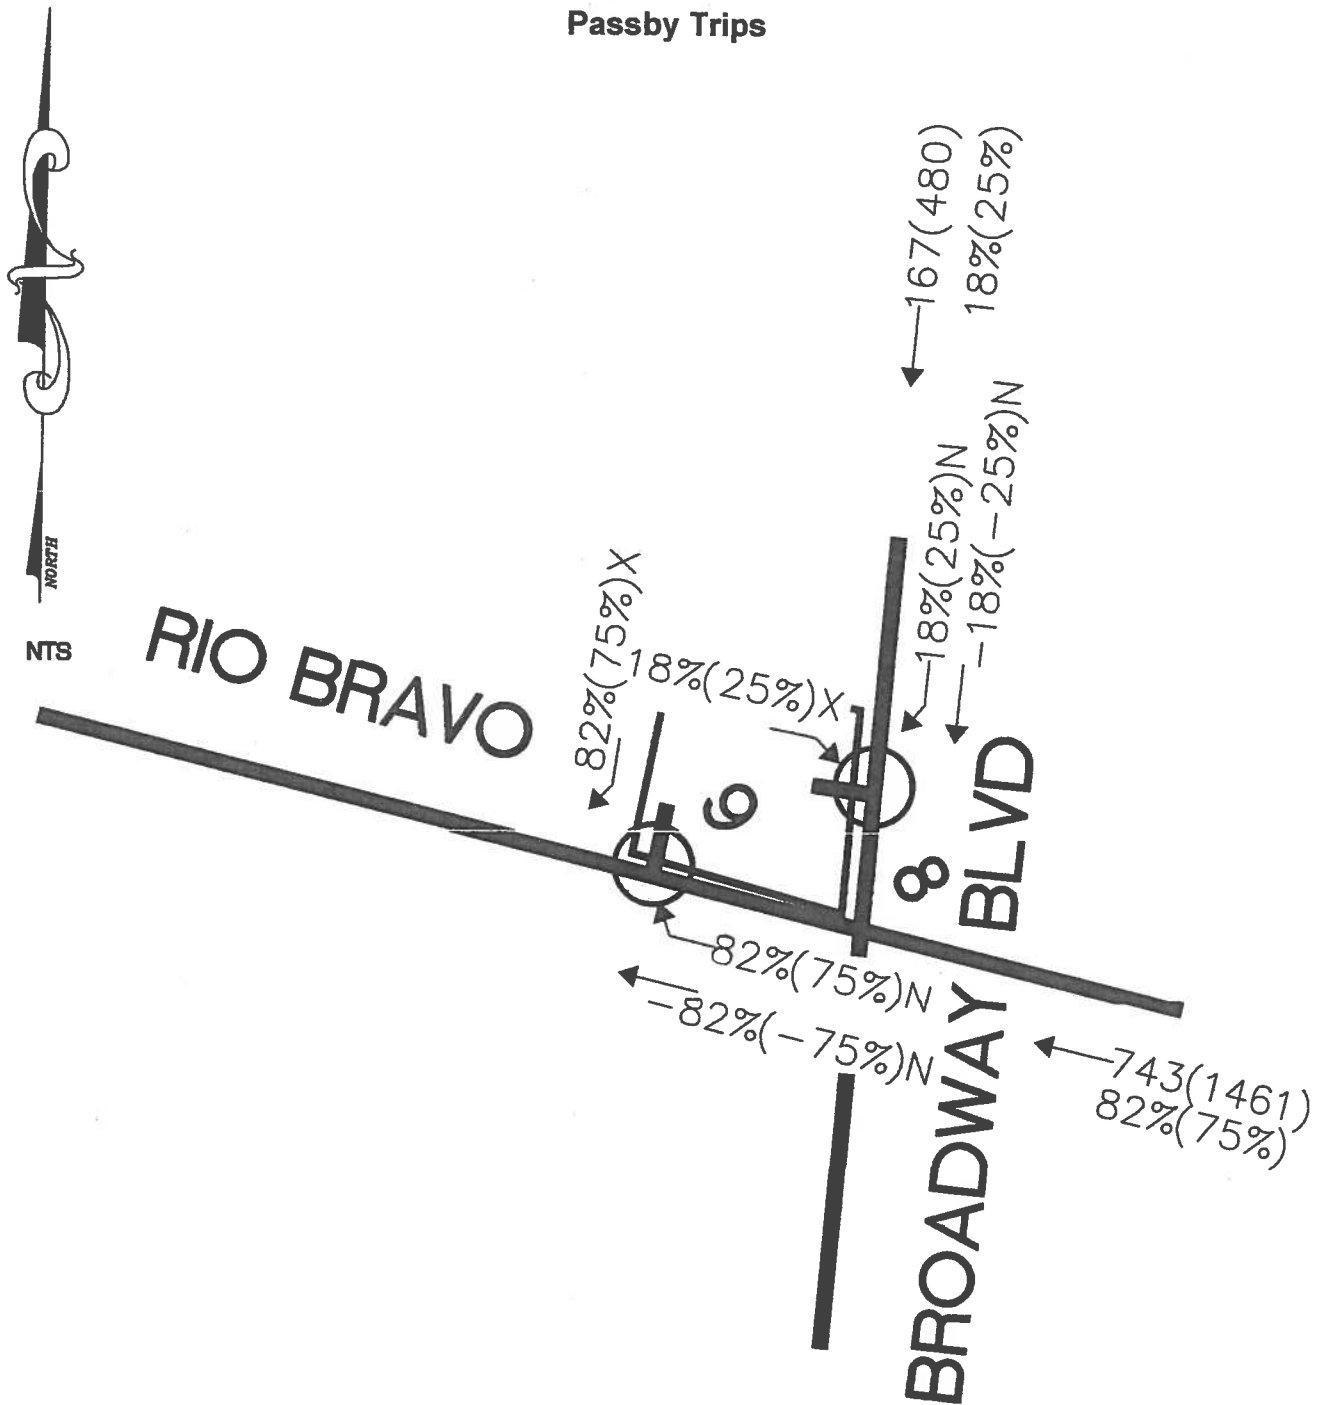 Passby Trips
167(480)
18%(25%)
18%(25%)N
-18%(-25%)N
NORTH
NTS
RIO BRAVO
82%(75%)X
18%(25%)X
9
8
BROADWAY BLVD
82%(75%)N
-82%(-75%)N
743(1461)
82%(75%)